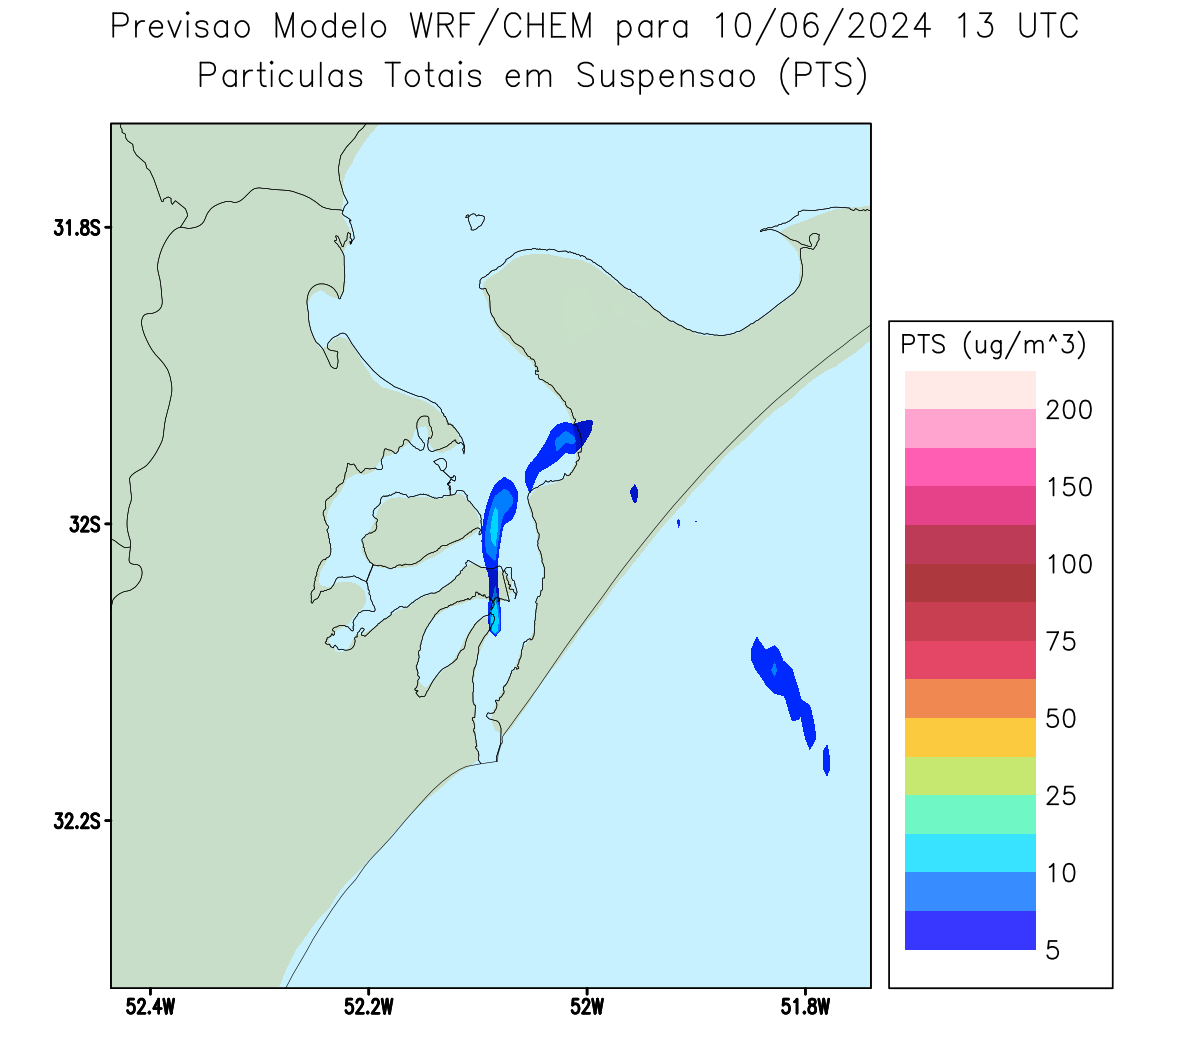 Previsao Modelo WRF/CHEM para 10/06/2024 13 UTC
Particulas Totais em Suspensao (PTS)
31.8S
32S
32.2S
52.4W
52.2W
52W
51.8W
PTS (ug/m^3)
200
150
100
75
50
25
10
5